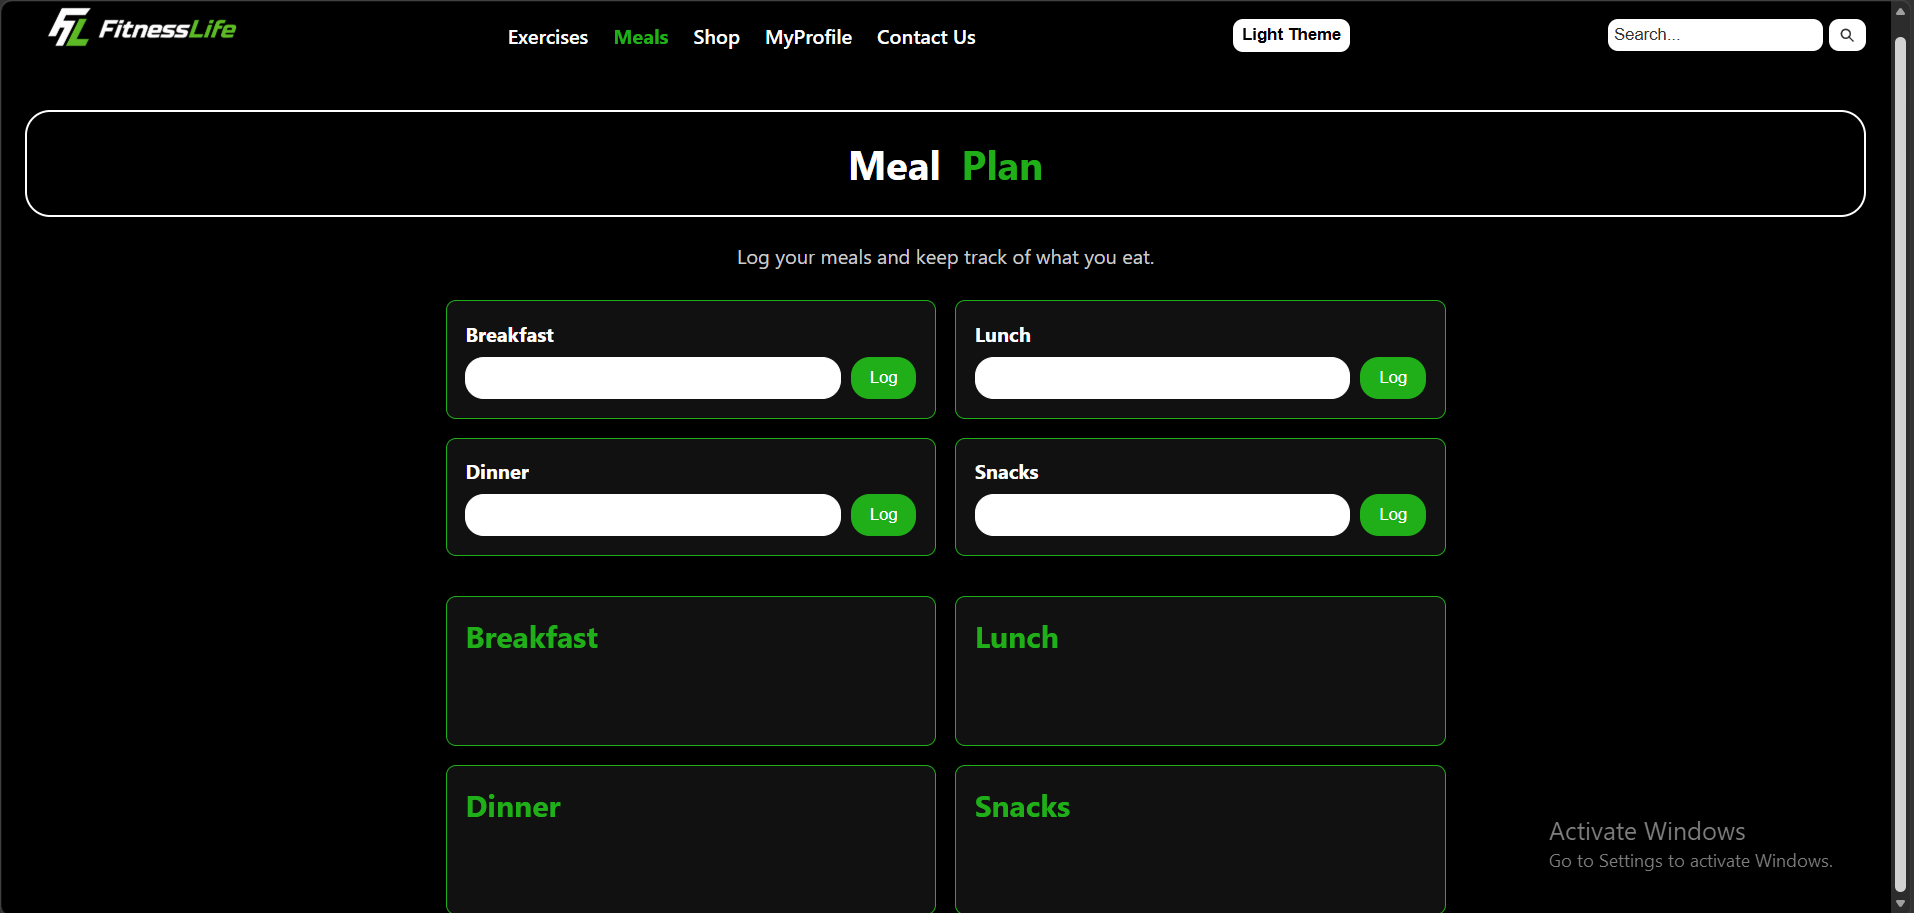 FL FitnessLife
Exercises Meals Shop MyProfile Contact Us
Light Theme
Search...
Meal Plan
Log your meals and keep track of what you eat.
Breakfast
Log
Lunch
Log
Dinner
Log
Snacks
Log
Breakfast
Lunch
Dinner
Snacks
Activate Windows
Go to Settings to activate Windows.